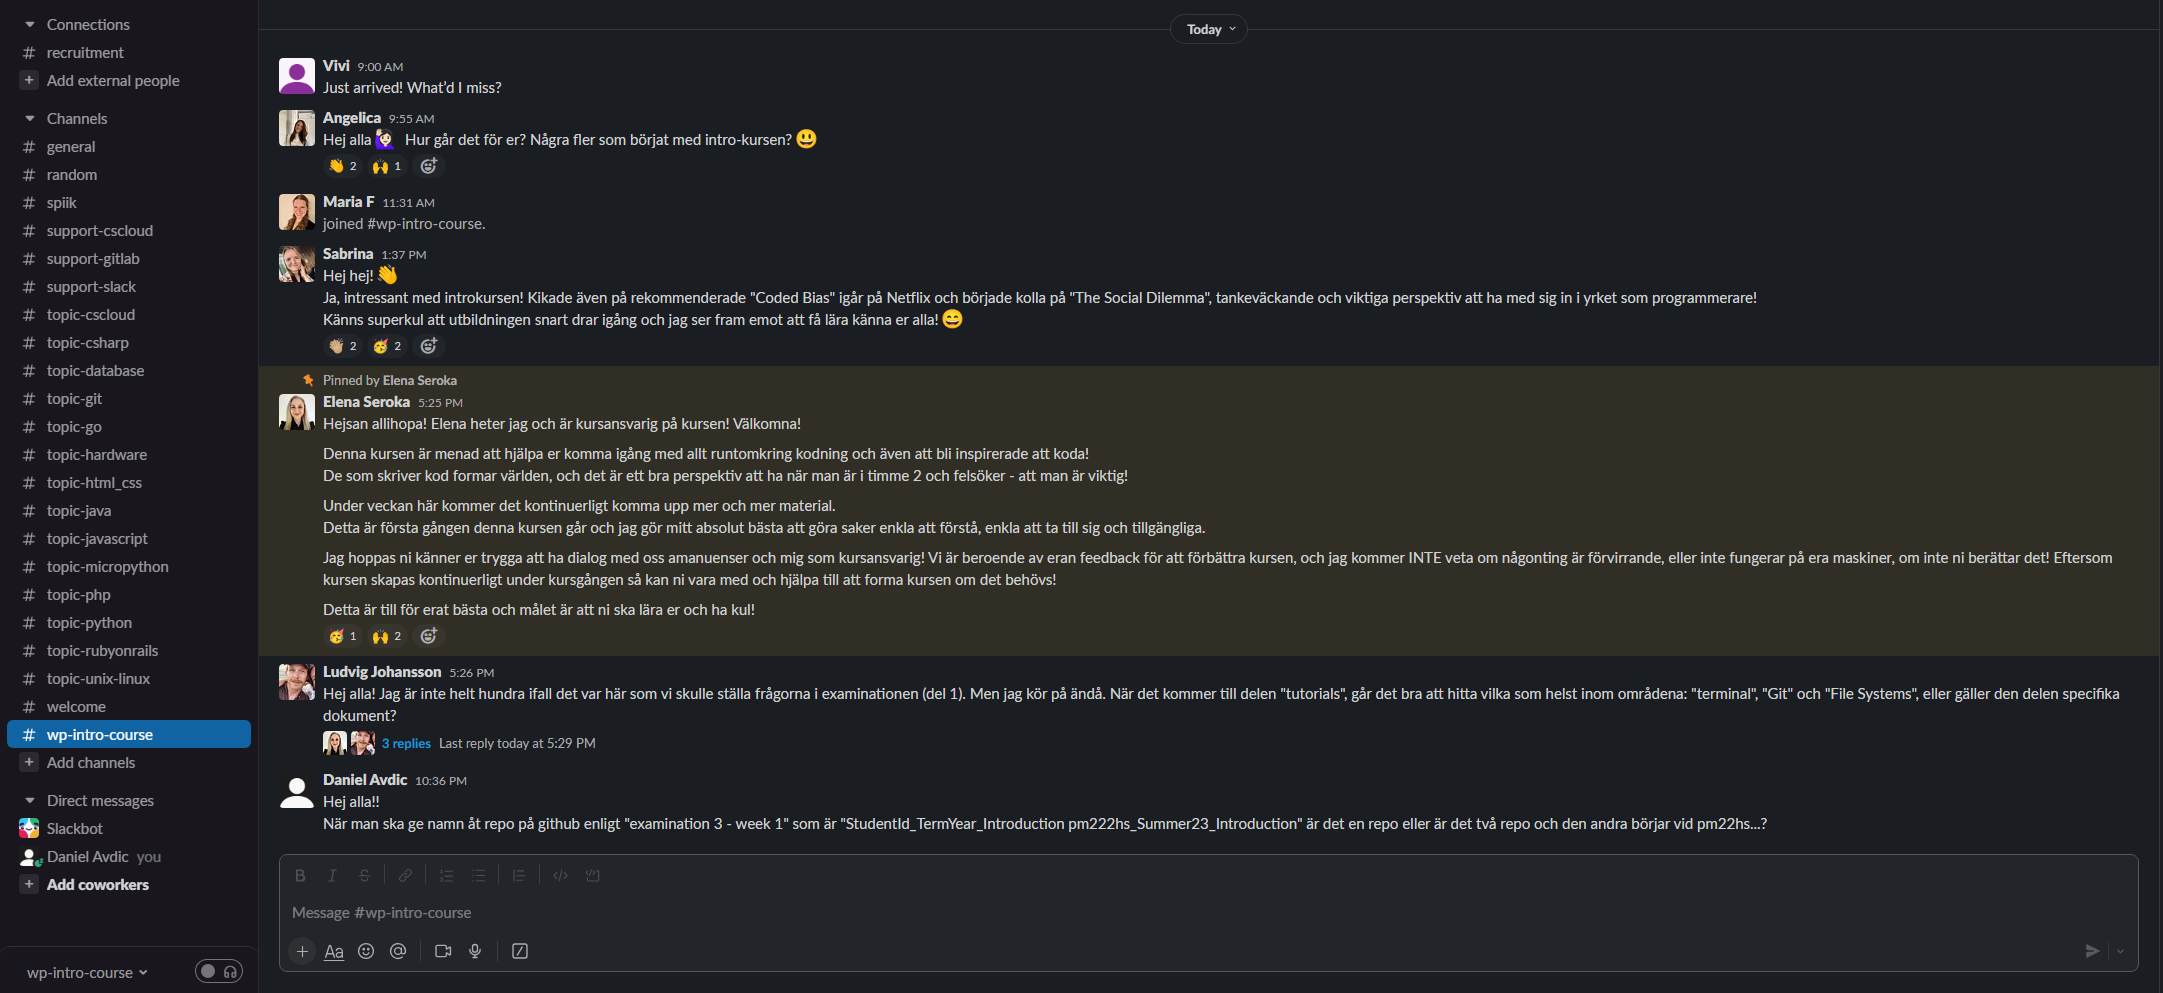 Connections
# recruitment
+ Add external people
Channels
# general
# random
# spiik
# support-cscloud
# support-gitlab
# support-slack
# topic-cscloud
# topic-csharp
# topic-database
# topic-git
# topic-go
# topic-hardware
# topic-html_css
# topic-java
# topic-javascript
# topic-micropython
# topic-php
# topic-python
# topic-rubyonrails
# topic-unix-linux
# welcome
# wp-intro-course
+ Add channels
Direct messages
Slackbot
Daniel Avdic you
+ Add coworkers
wp-intro-course
Today
Vivi 9:00 AM
Just arrived! What’d I miss?
Angelica 9:55 AM
Hej alla 🙋🏻‍♀️ Hur går det för er? Några fler som börjat med intro-kursen? 😃
👋 2 🙌 1
Maria F 11:31 AM
joined #wp-intro-course.
Sabrina 1:37 PM
Hej hej! 👋
Ja, intressant med introkursen! Kikade även på rekommenderade "Coded Bias" igår på Netflix och började kolla på "The Social Dilemma", tankeväckande och viktiga perspektiv att ha med sig in i yrket som programmerare!
Känns superkul att utbildningen snart drar igång och jag ser fram emot att få lära känna er alla! 😄
👏🏼 2 🥳 2
Pinned by Elena Seroka
Elena Seroka 5:25 PM
Hejsan allihopa! Elena heter jag och är kursansvarig på kursen! Välkomna!
Denna kursen är menad att hjälpa er komma igång med allt runtomkring kodning och även att bli inspirerade att koda!
De som skriver kod formar världen, och det är ett bra perspektiv att ha när man är i timme 2 och felsöker - att man är viktig!
Under veckan här kommer det kontinuerligt komma upp mer och mer material.
Detta är första gången denna kursen går och jag gör mitt absolut bästa att göra saker enkla att förstå, enkla att ta till sig och tillgängliga.
Jag hoppas ni känner er trygga att ha dialog med oss amanuenser och mig som kursansvarig! Vi är beroende av eran feedback för att förbättra kursen, och jag kommer INTE veta om någonting är förvirrande, eller inte fungerar på era maskiner, om inte ni berättar det! Eftersom
kursen skapas kontinuerligt under kursgången så kan ni vara med och hjälpa till att forma kursen om det behövs!
Detta är till för erat bästa och målet är att ni ska lära er och ha kul!
🥳 1 🙌 2
Ludvig Johansson 5:26 PM
Hej alla! Jag är inte helt hundra ifall det var här som vi skulle ställa frågorna i examinationen (del 1). Men jag kör på ändå. När det kommer till delen "tutorials", går det bra att hitta vilka som helst inom områdena: "terminal", "Git" och "File Systems", eller gäller den delen specifika
dokument?
3 replies Last reply today at 5:29 PM
Daniel Avdic 10:36 PM
Hej alla!!
När man ska ge namn åt repo på github enligt "examination 3 - week 1" som är "StudentId_TermYear_Introduction pm222hs_Summer23_Introduction" är det en repo eller är det två repo och den andra börjar vid pm22hs...?
B I S
Message #wp-intro-course
+ Aa @